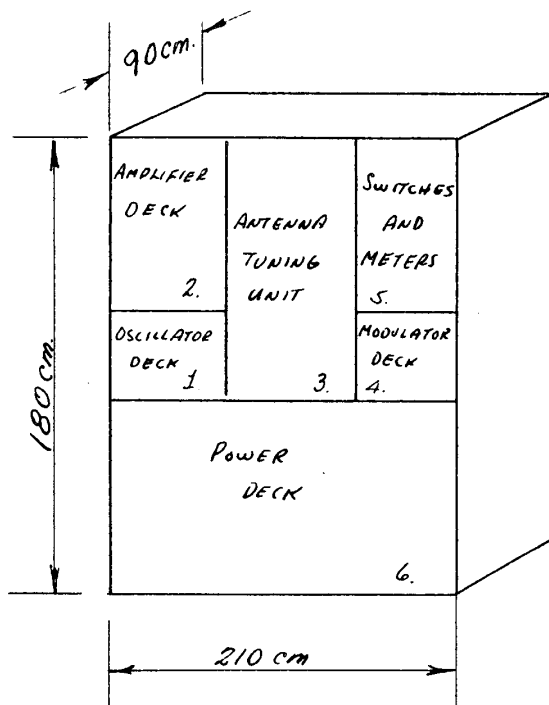 90cm.
AMPLIFIER
DECK
2.
ANTENNA
TUNING
UNIT
3.
SWITCHES
AND
METERS
5.
OSCILLATOR
DECK
1
MODULATOR
DECK
4.
180cm.
POWER
DECK
6.
210 cm